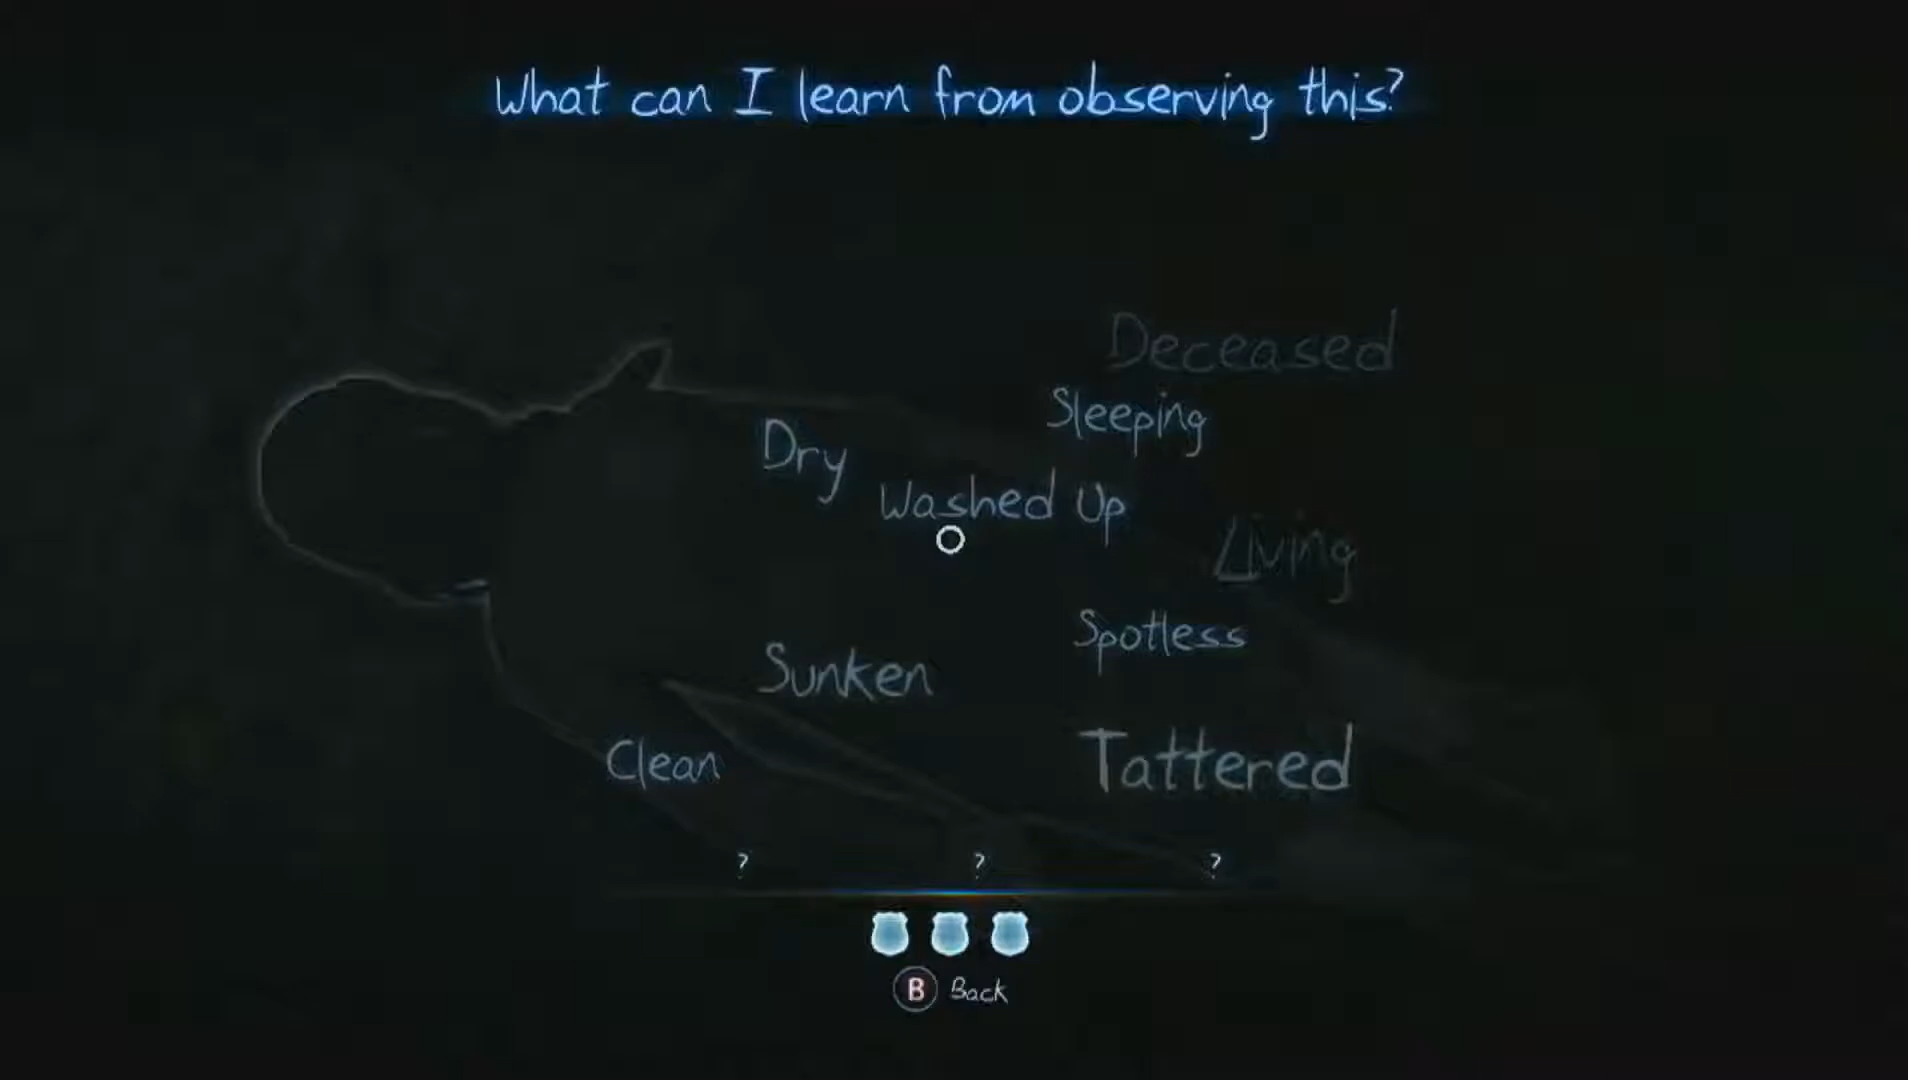 What can I learn from observing this?
Deceased
Sleeping
Dry
Washed Up
Living
Spotless
Sunken
Clean
Tattered
? ? ?
B Back